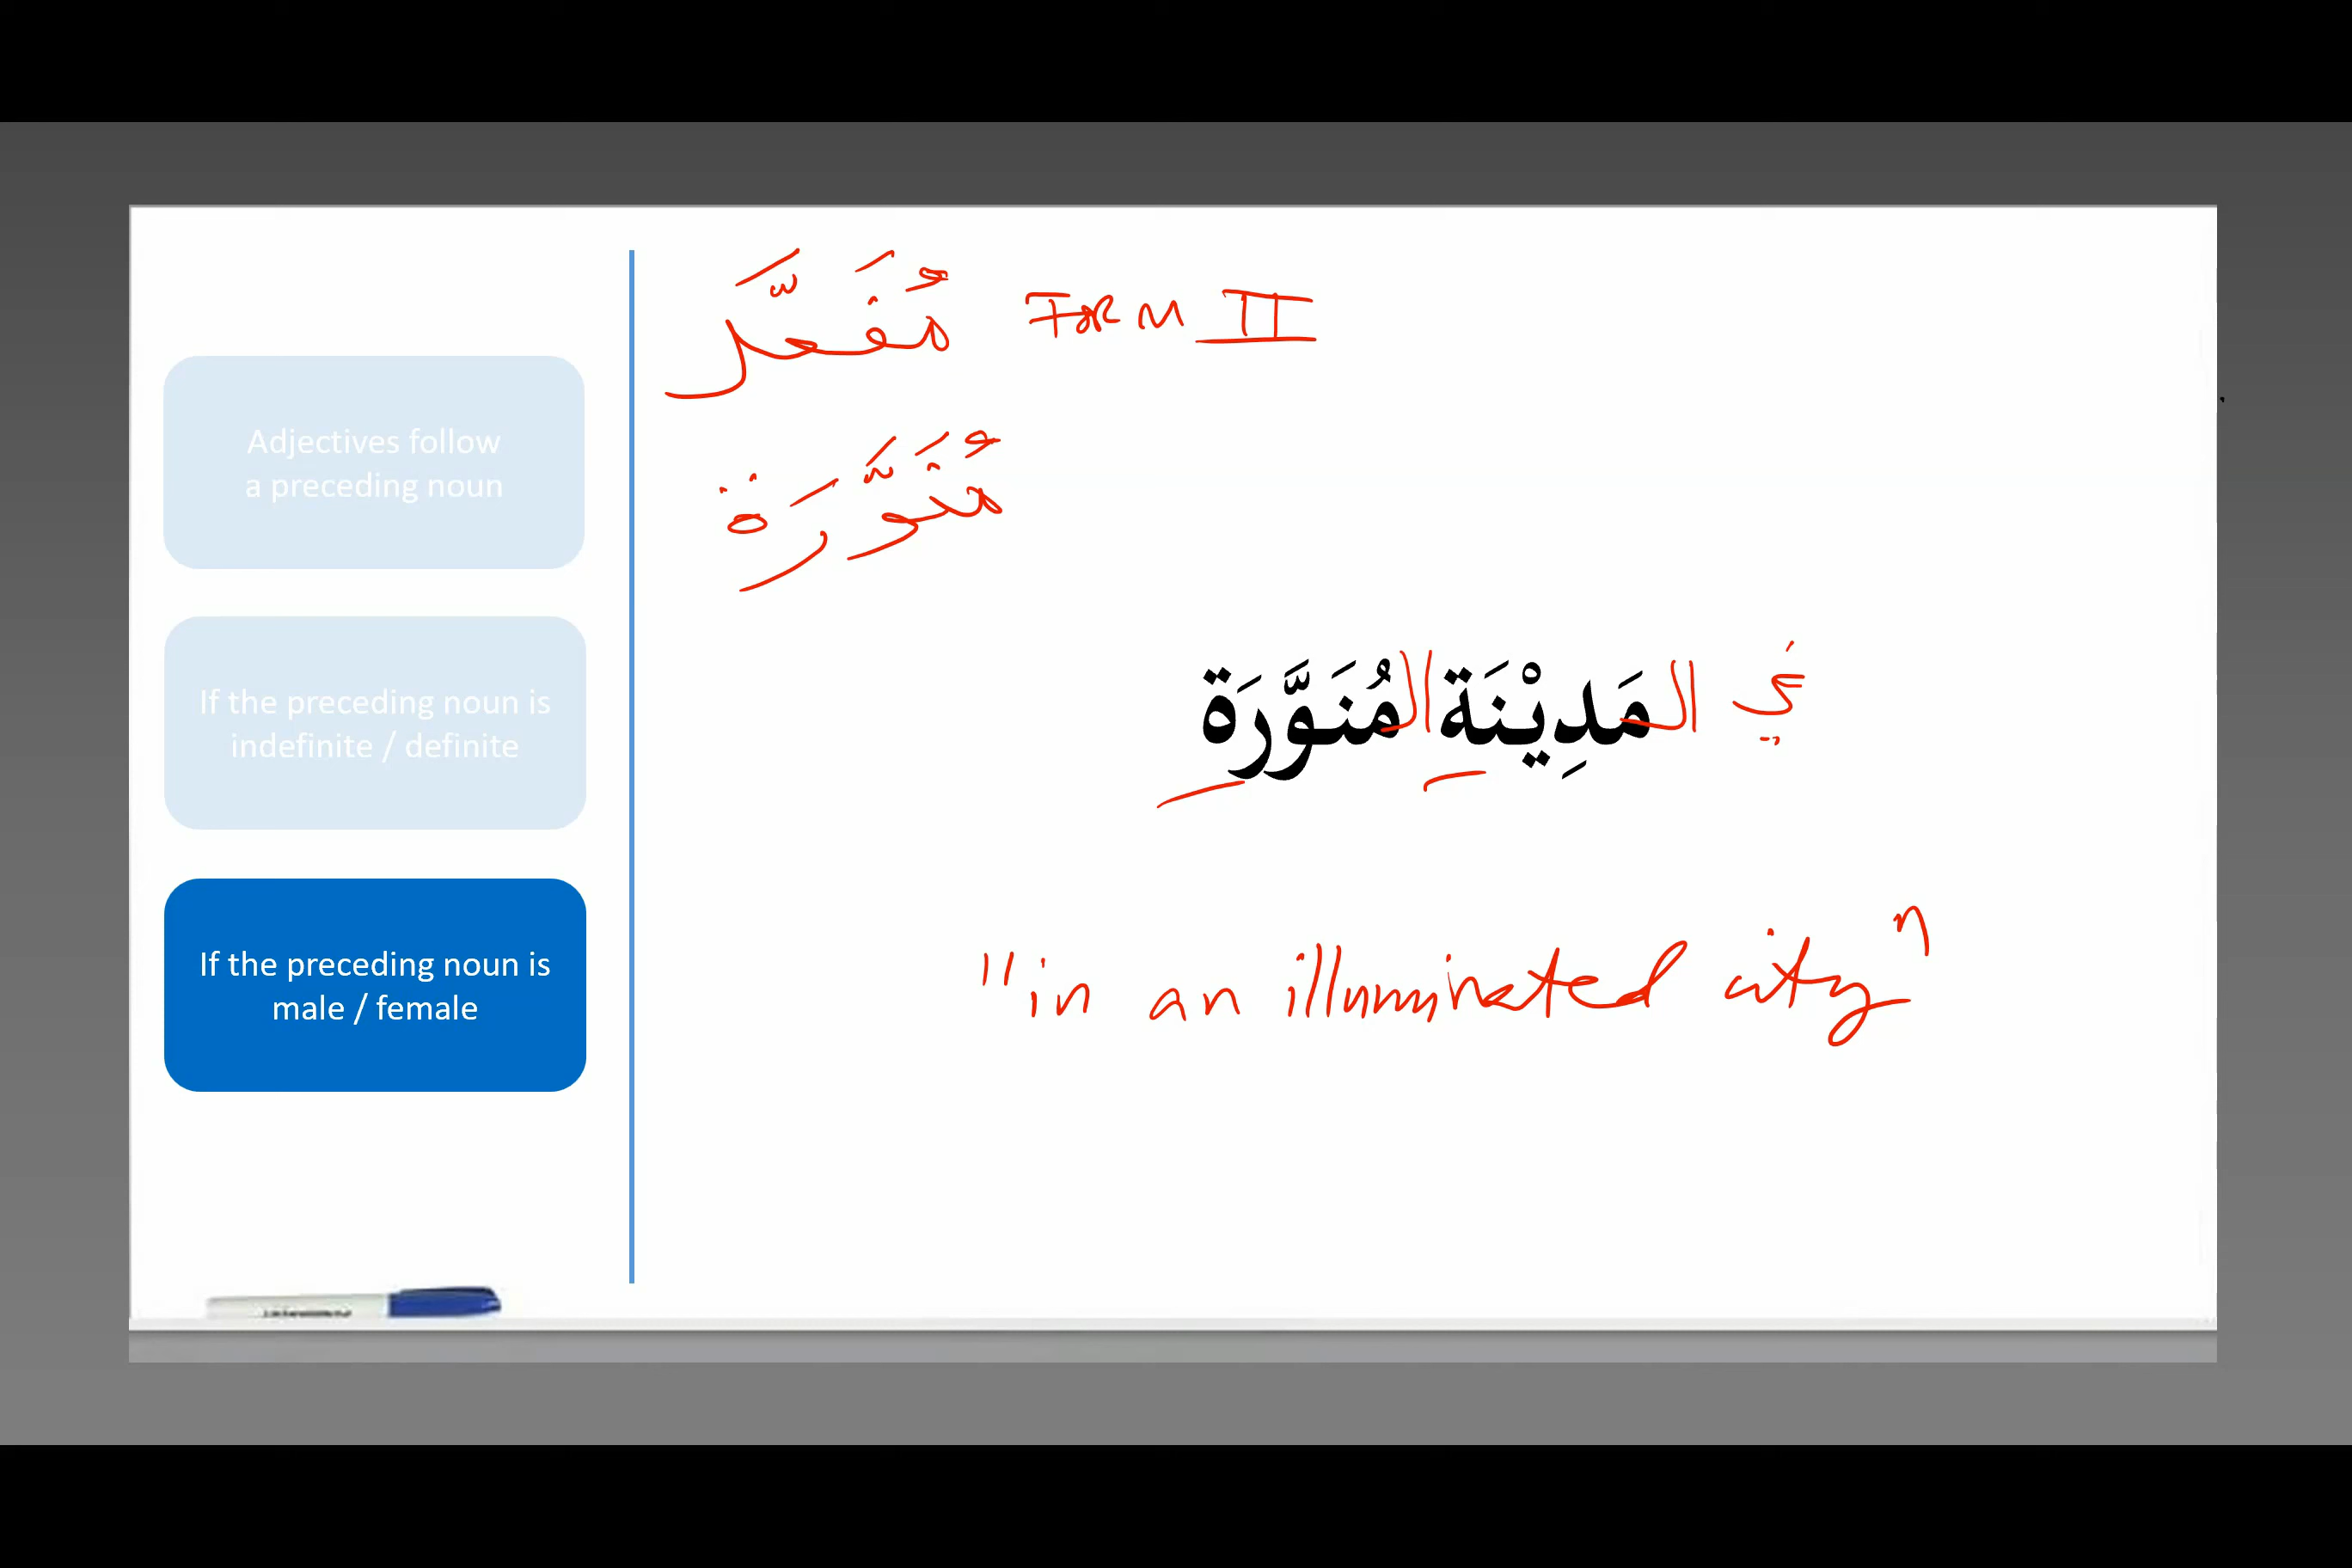 Adjectives follow
a preceding noun
If the preceding noun is
indefinite / definite
If the preceding noun is
male / female
مُفَعَّل FORM II
مُنَوَّرَة
في المَدِيْنَة المُنَوَّرَة
"in an illuminated city"